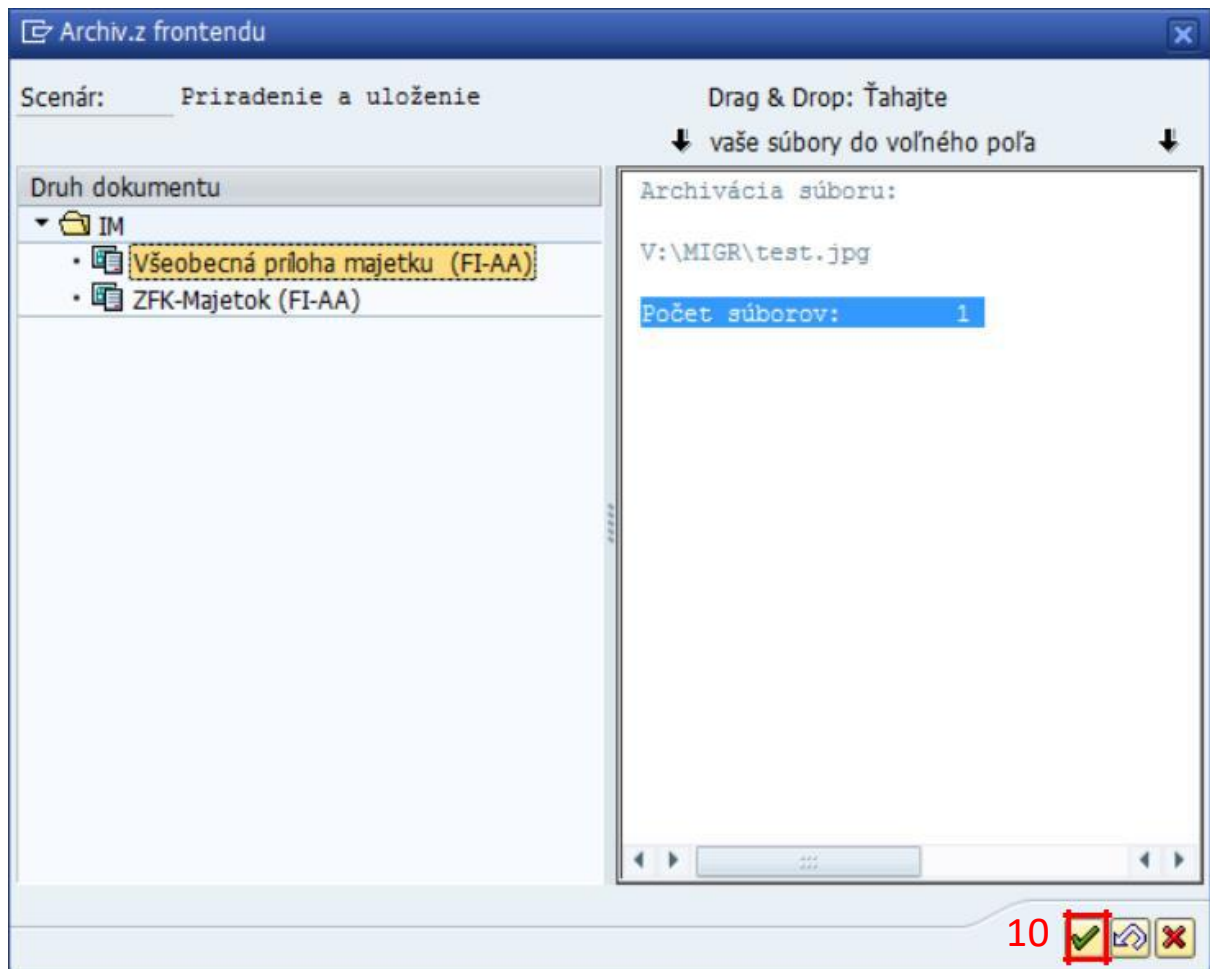 Archiv.z frontendu
Scenár: Priradenie a uloženie
Drag & Drop: Ťahajte
vaše súbory do voľného poľa
Druh dokumentu
IM
Všeobecná príloha majetku (FI-AA)
ZFK-Majetok (FI-AA)
Archivácia súboru:
V:\MIGR\test.jpg
Počet súborov: 1
10